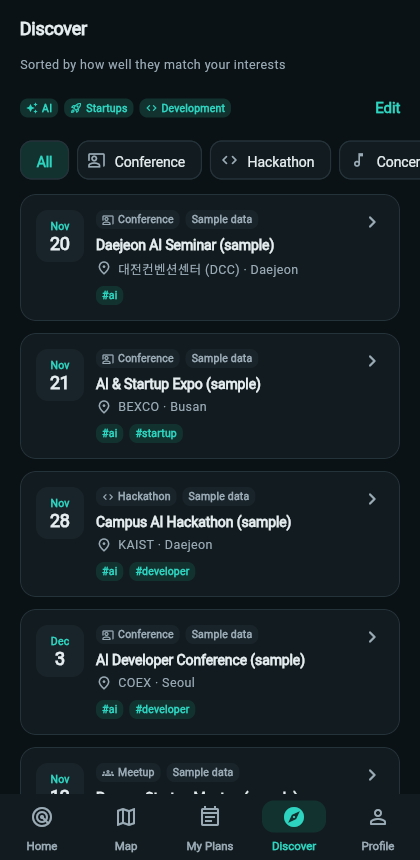 Discover
Sorted by how well they match your interests
AI Startups Development Edit
All Conference Hackathon Concer
Nov
20
Conference Sample data
Daejeon AI Seminar (sample)
대전컨벤션센터 (DCC) · Daejeon
#ai
Nov
21
Conference Sample data
AI & Startup Expo (sample)
BEXCO · Busan
#ai #startup
Nov
28
Hackathon Sample data
Campus AI Hackathon (sample)
KAIST · Daejeon
#ai #developer
Dec
3
Conference Sample data
AI Developer Conference (sample)
COEX · Seoul
#ai #developer
Nov
Meetup Sample data
Home Map My Plans Discover Profile